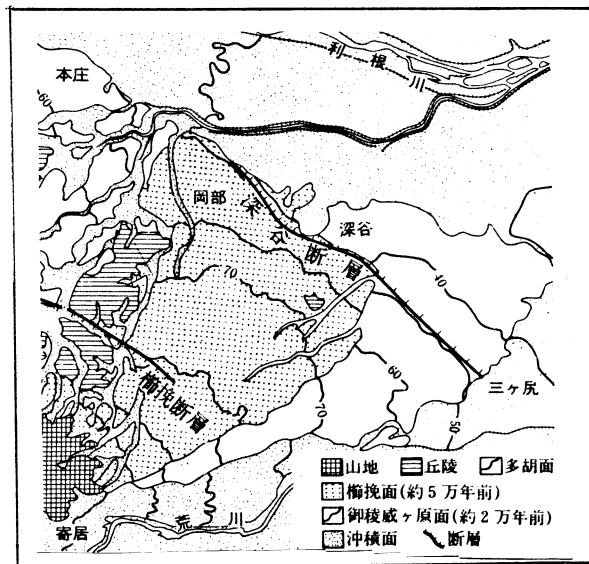 利根川
本庄
60
岡部
深谷断層
深谷
70
40
櫛挽断層
60
三ヶ尻
70
50
山地 丘陵 多胡面
櫛挽面(約5万年前)
御稜威ヶ原面(約2万年前)
沖積面 断層
荒川
寄居